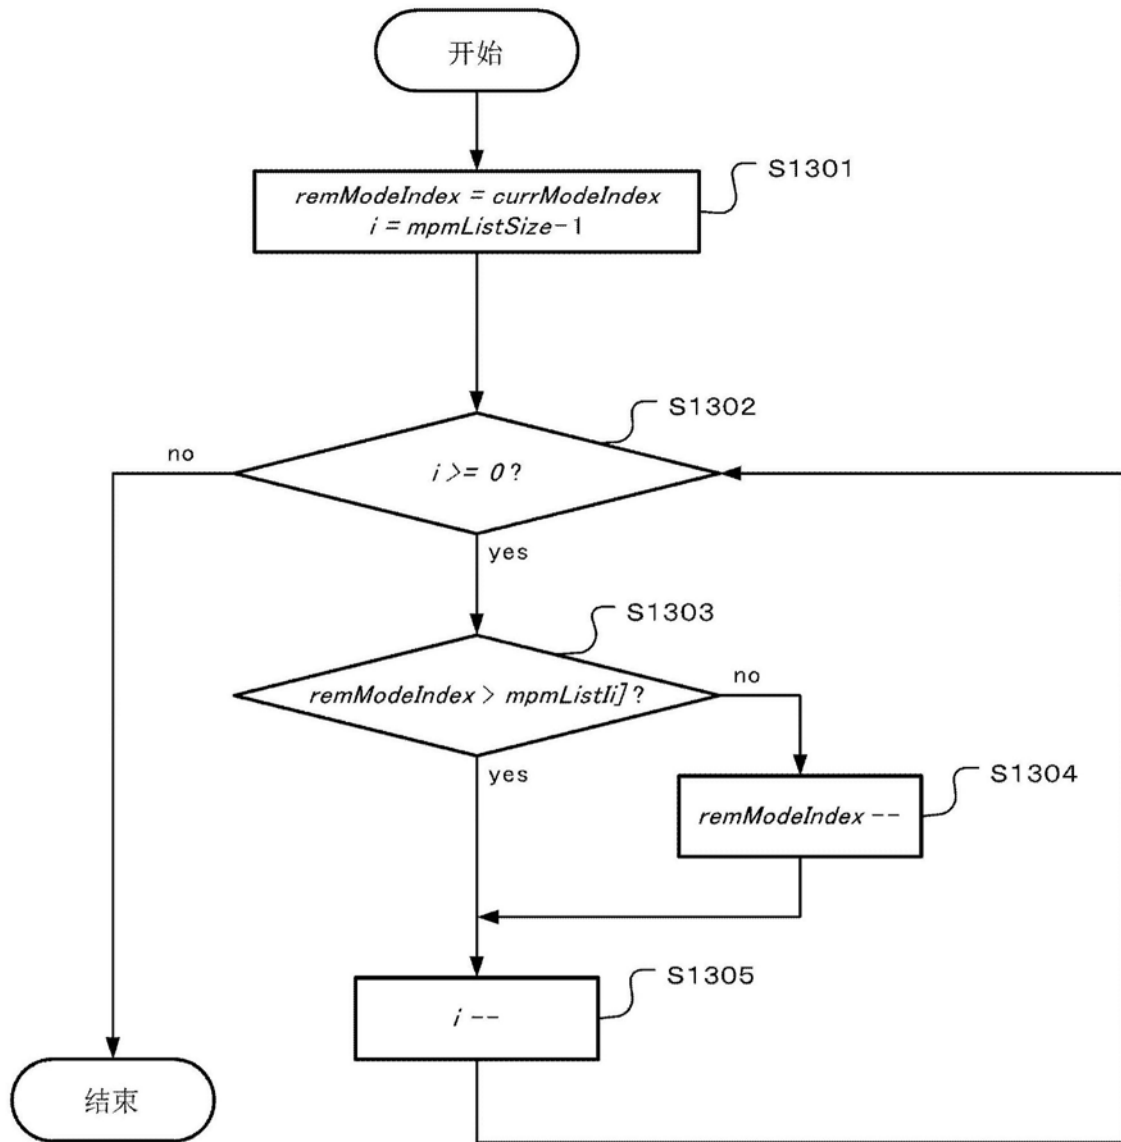 开始
S1301
remModeIndex = currModeIndex
i = mpmListSize-1
S1302
no
i >= 0?
yes
S1303
no
remModeIndex > mpmListIi]?
yes
S1304
remModeIndex --
S1305
i --
结束